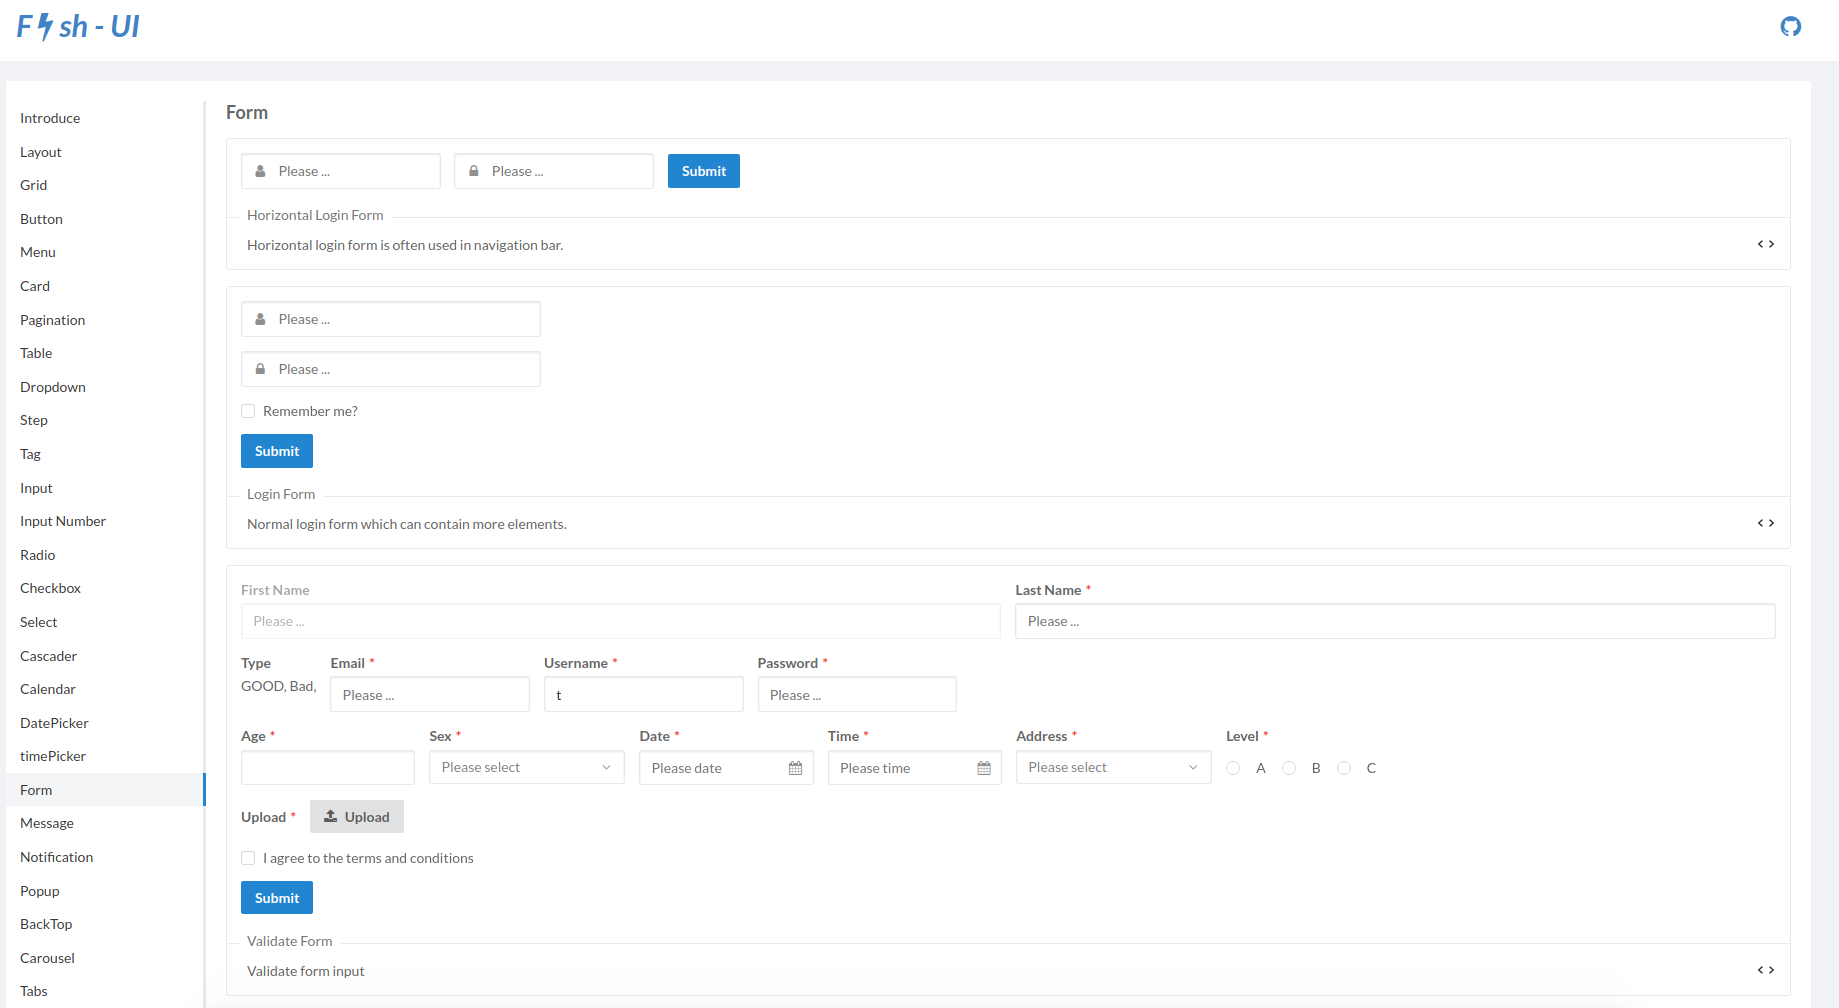 F sh - UI
Introduce
Layout
Grid
Button
Menu
Card
Pagination
Table
Dropdown
Step
Tag
Input
Input Number
Radio
Checkbox
Select
Cascader
Calendar
DatePicker
timePicker
Form
Message
Notification
Popup
BackTop
Carousel
Tabs
Form
Please ... Please ... Submit
Horizontal Login Form
Horizontal login form is often used in navigation bar.
Please ...
Please ...
Remember me?
Submit
Login Form
Normal login form which can contain more elements.
First Name Last Name *
Please ... Please ...
Type Email * Username * Password *
GOOD, Bad, Please ... t Please ...
Age * Sex * Date * Time * Address * Level *
Please select Please date Please time Please select A B C
Upload * Upload
I agree to the terms and conditions
Submit
Validate Form
Validate form input